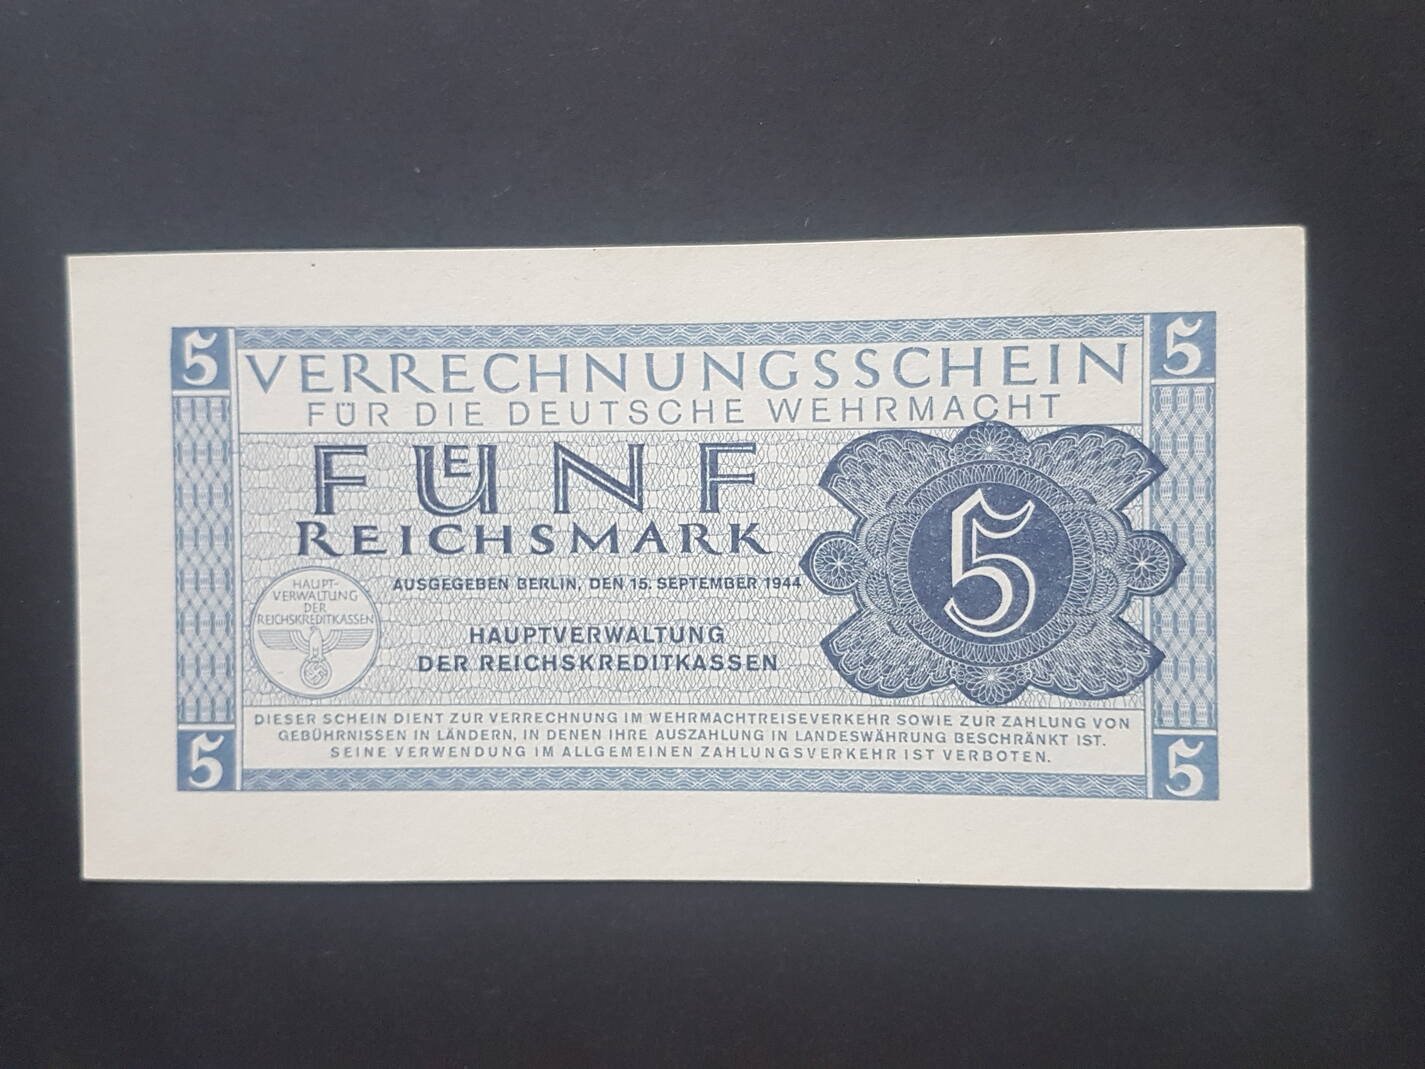 5 5
VERRECHNUNGSSCHEIN
FÜR DIE DEUTSCHE WEHRMACHT
FÜENF
REICHSMARK
5
AUSGEGEBEN BERLIN, DEN 15. SEPTEMBER 1944
HAUPT-
VERWALTUNG
DER
REICHSKREDITKASSEN
HAUPTVERWALTUNG
DER REICHSKREDITKASSEN
DIESER SCHEIN DIENT ZUR VERRECHNUNG IM WEHRMACHTREISEVERKEHR SOWIE ZUR ZAHLUNG VON
GEBÜHRNISSEN IN LÄNDERN, IN DENEN IHRE AUSZAHLUNG IN LANDESWÄHRUNG BESCHRÄNKT IST.
SEINE VERWENDUNG IM ALLGEMEINEN ZAHLUNGSVERKEHR IST VERBOTEN.
5 5